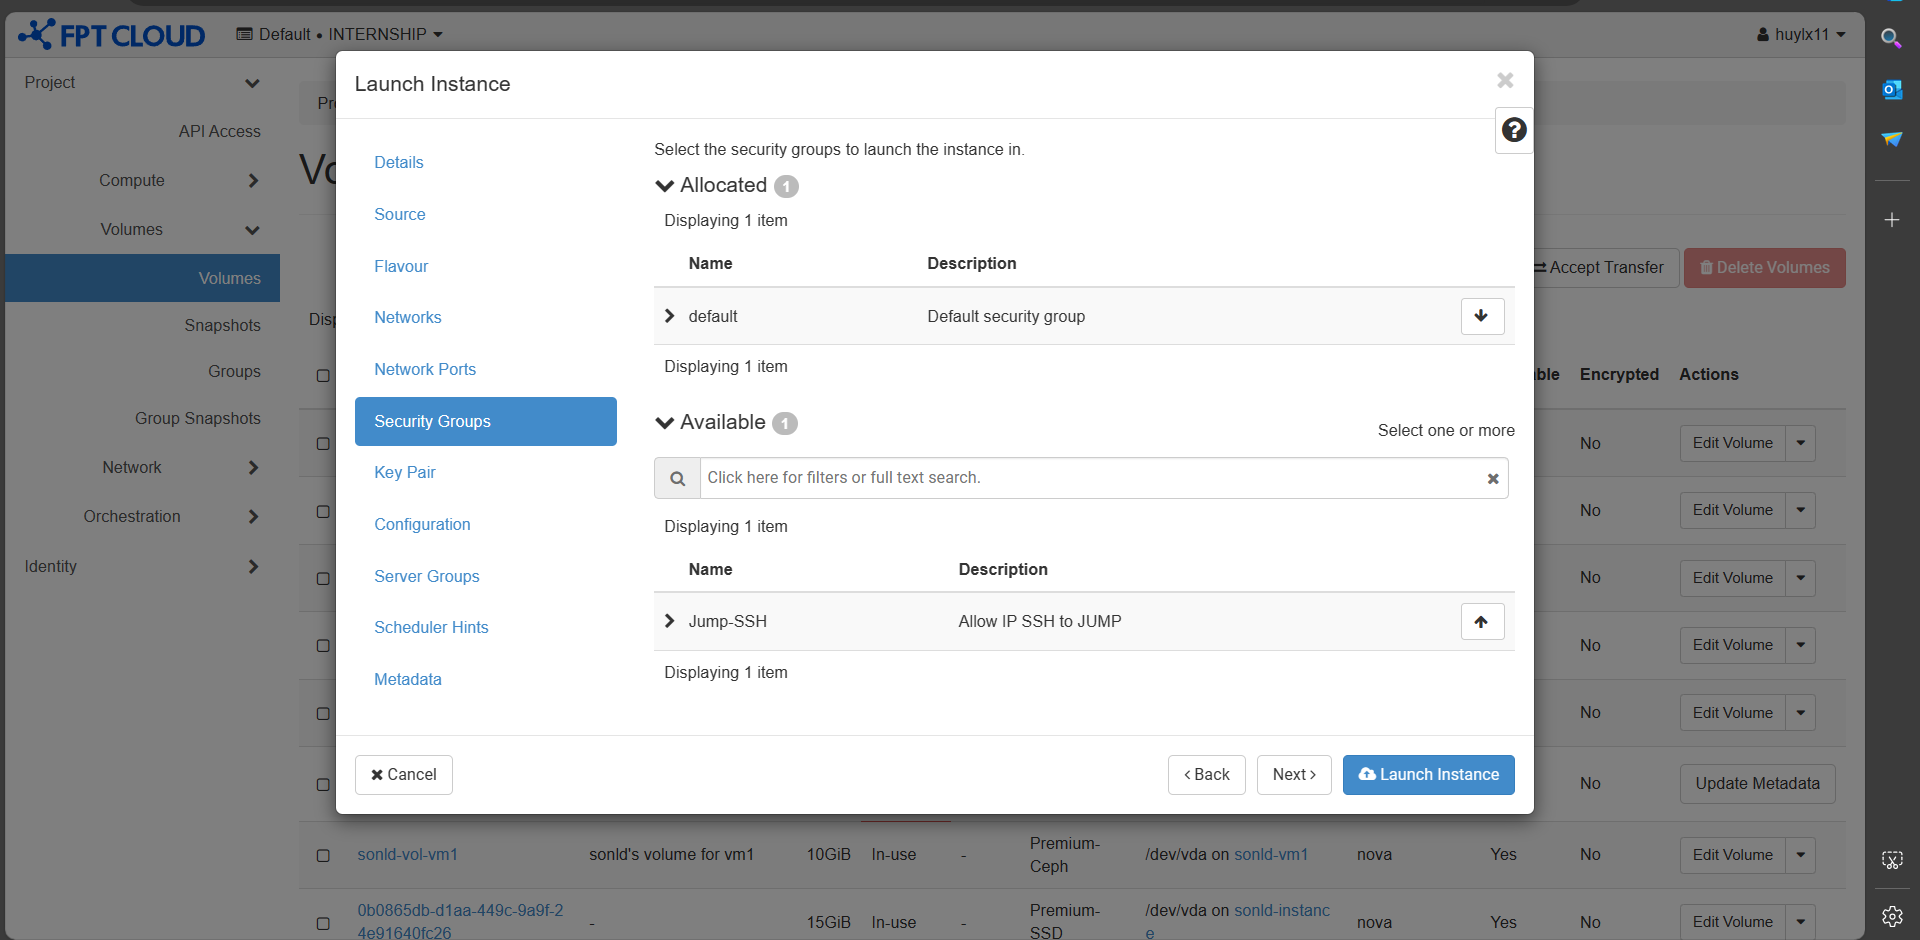 FPT CLOUD
Default • INTERNSHIP
huylx11
Project
API Access
Compute
Volumes
Volumes
Snapshots
Groups
Group Snapshots
Network
Orchestration
Identity
Launch Instance
Details
Source
Flavour
Networks
Network Ports
Security Groups
Key Pair
Configuration
Server Groups
Scheduler Hints
Metadata
Select the security groups to launch the instance in.
Allocated 1
Displaying 1 item
Name Description
default Default security group
Displaying 1 item
Available 1
Select one or more
Click here for filters or full text search.
Displaying 1 item
Name Description
Jump-SSH Allow IP SSH to JUMP
Displaying 1 item
Cancel
Back
Next
Launch Instance
Accept Transfer
Delete Volumes
Encrypted Actions
No Edit Volume
No Edit Volume
No Edit Volume
No Edit Volume
No Edit Volume
No Update Metadata
sonld-vol-vm1 sonld's volume for vm1 10GiB In-use - Premium-Ceph /dev/vda on sonld-vm1 nova Yes No Edit Volume
0b0865db-d1aa-449c-9a9f-2
4e91640fc26 - 15GiB In-use - Premium-SSD /dev/vda on sonld-instance nova Yes No Edit Volume